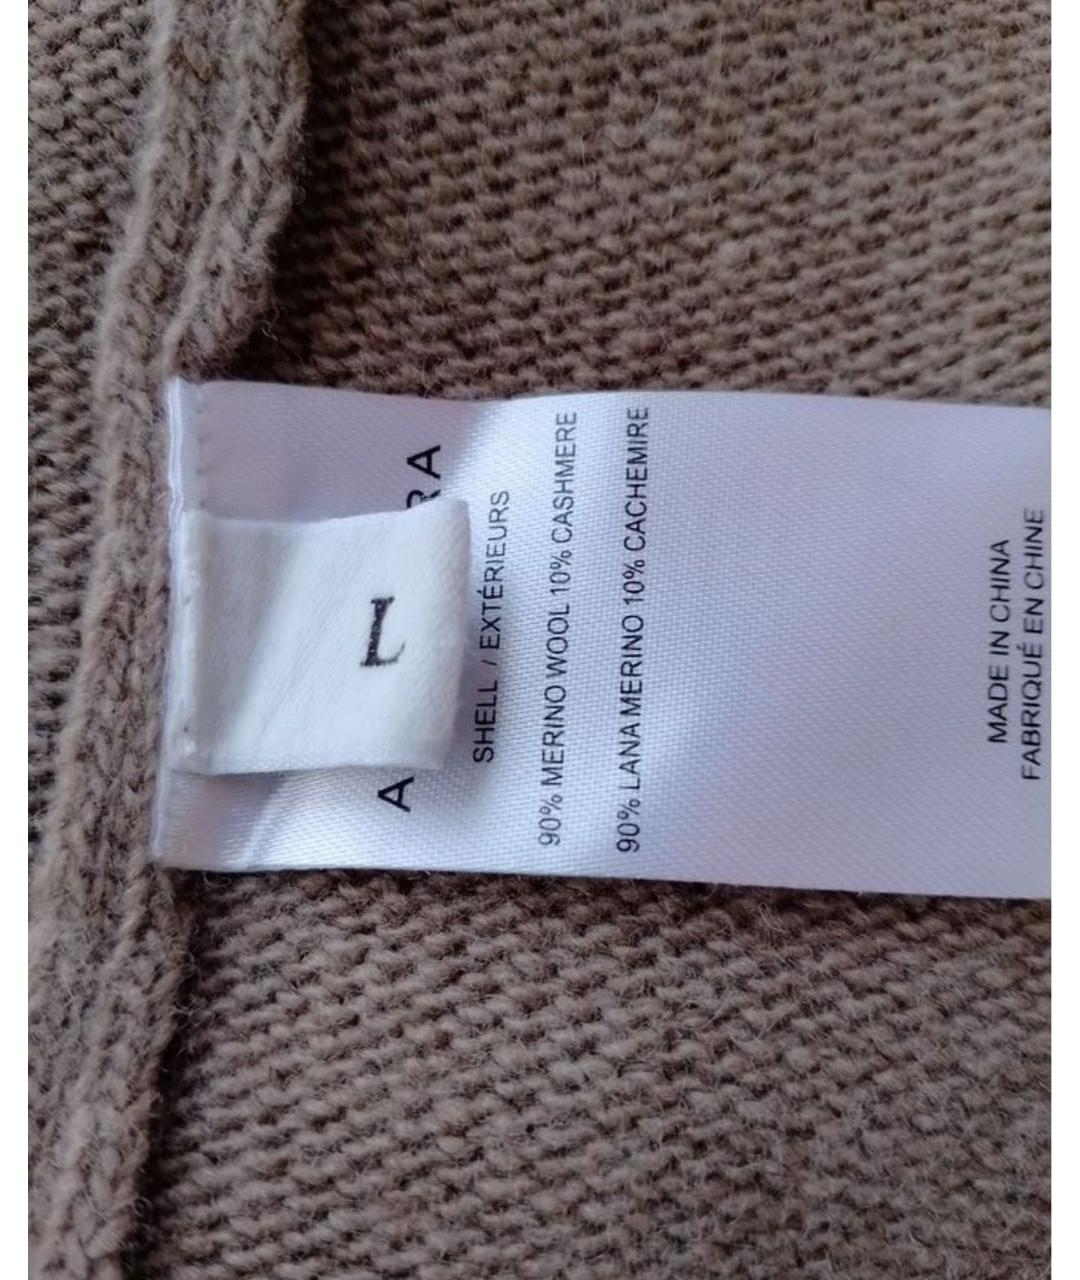 L
SHELL / EXTÉRIEURS
90% MERINO WOOL 10% CASHMERE
90% LANA MERINO 10% CACHEMIRE
MADE IN CHINA
FABRIQUÉ EN CHINE